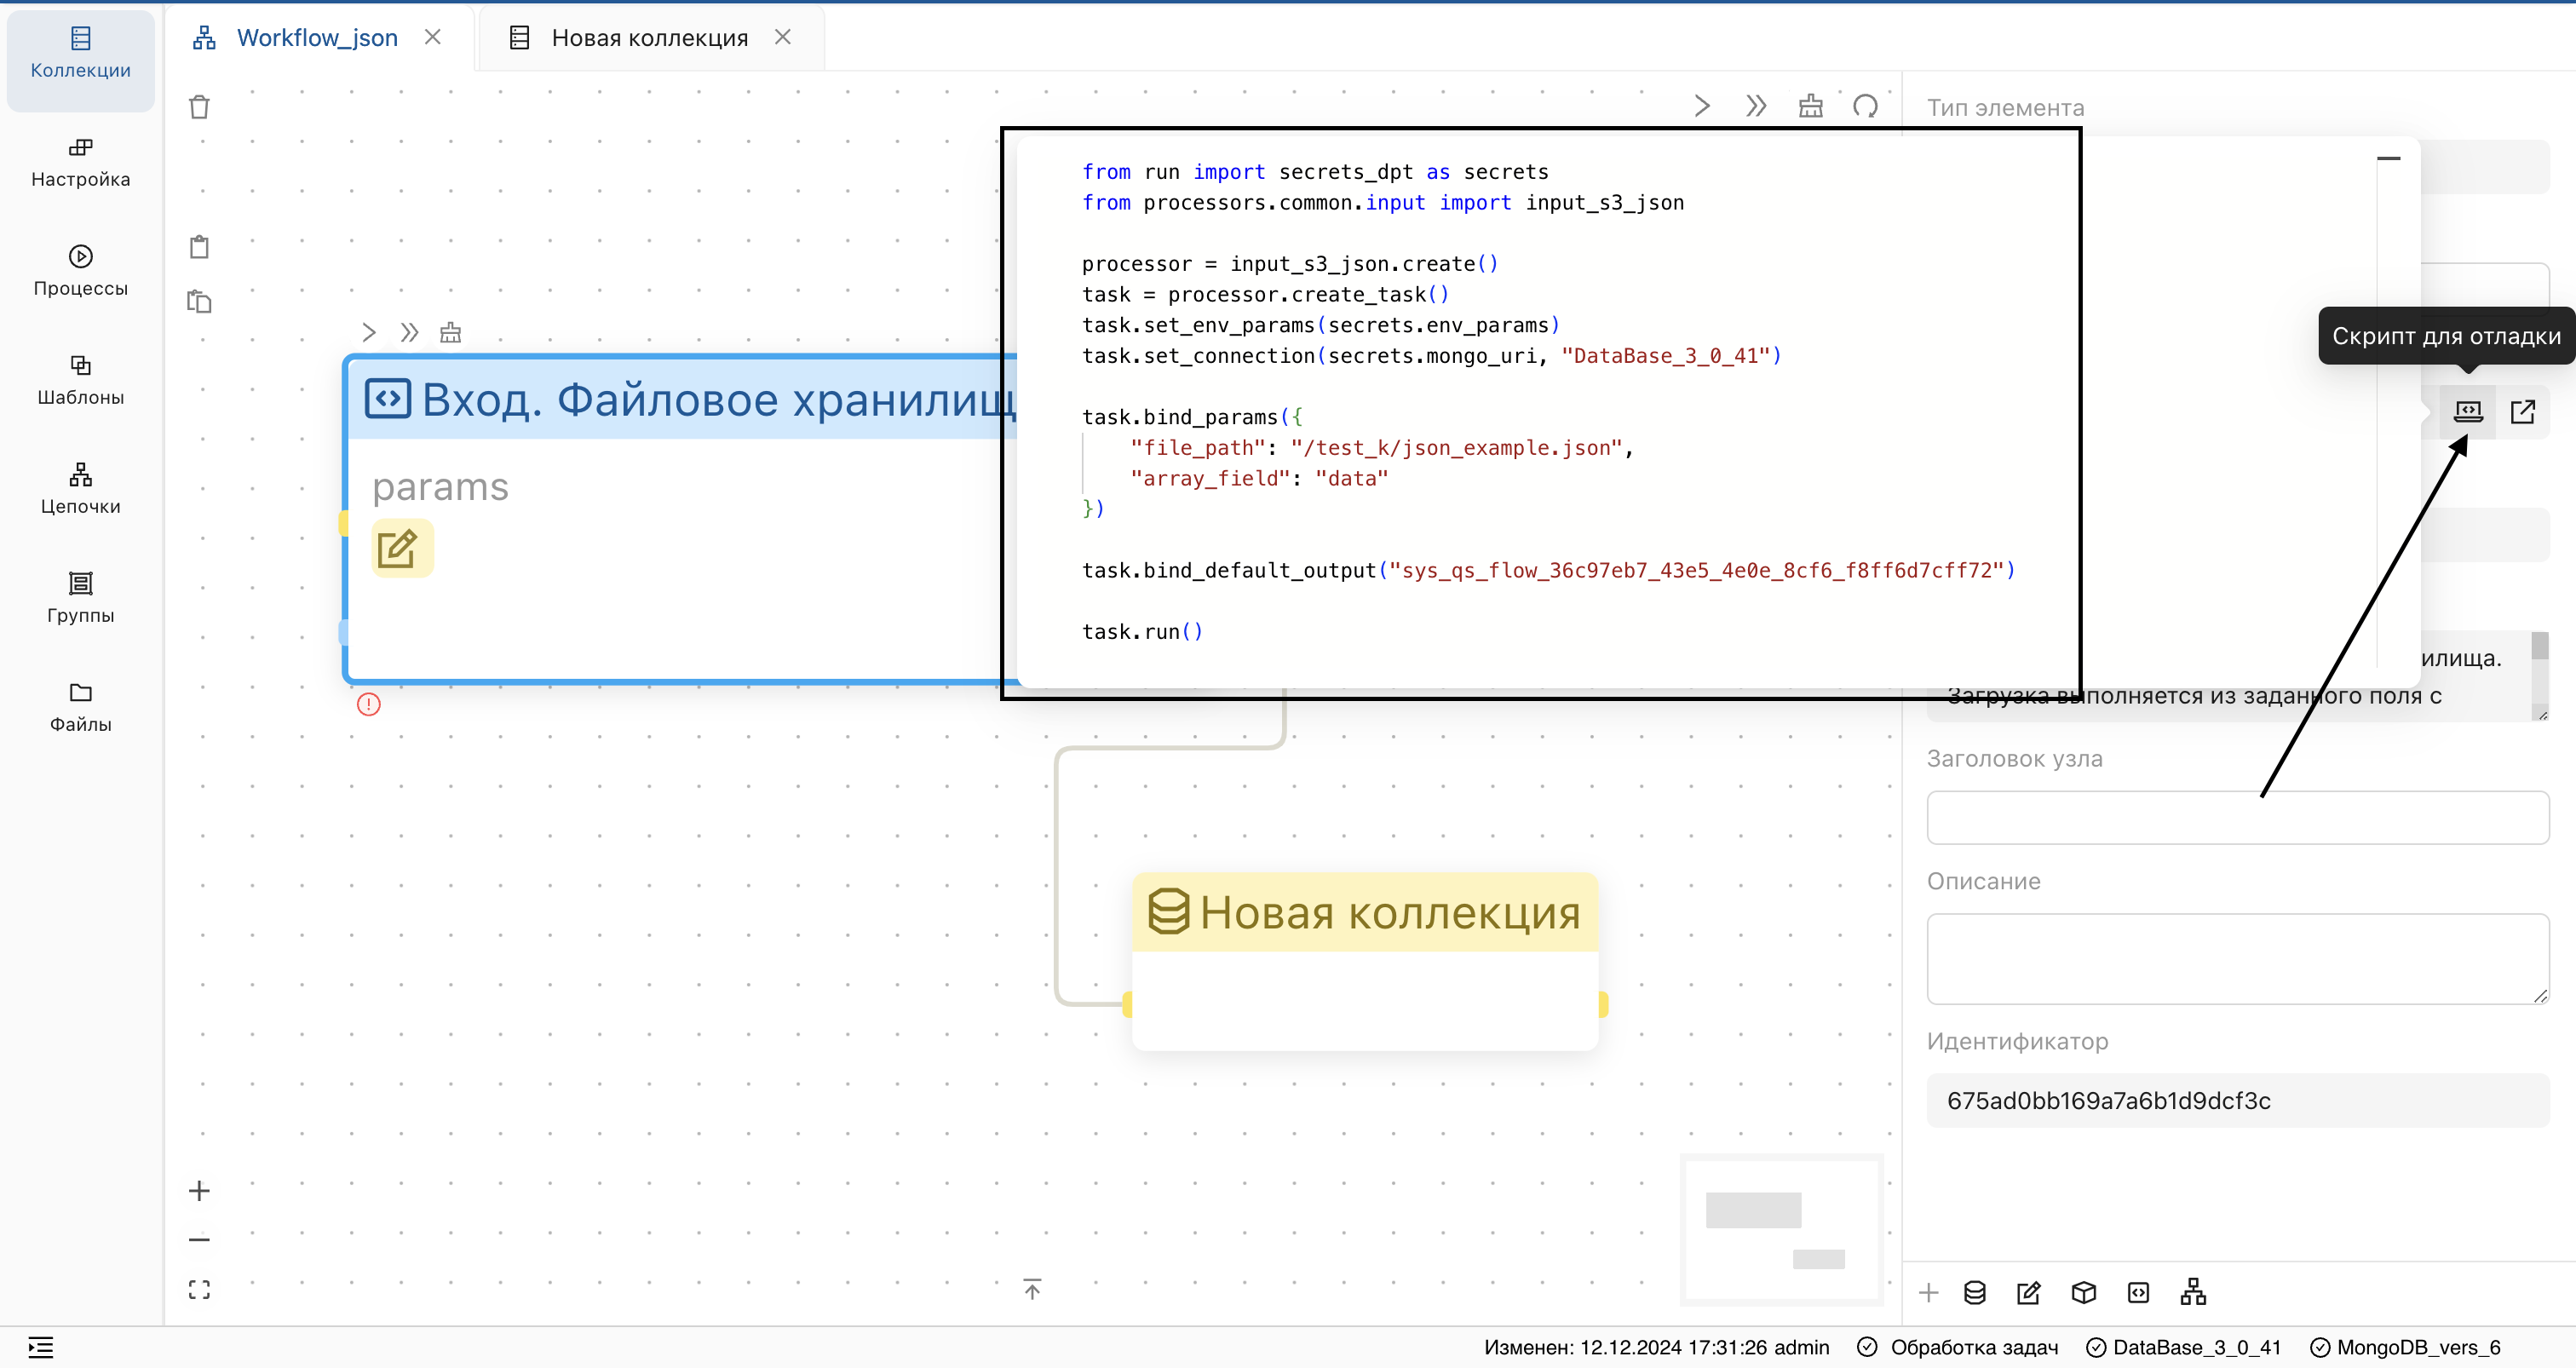 Workflow_json
Новая коллекция
Коллекции
Настройка
Процессы
Шаблоны
Цепочки
Группы
Файлы
Вход. Файловое хранилищ
params
from run import secrets_dpt as secrets
from processors.common.input import input_s3_json
processor = input_s3_json.create()
task = processor.create_task()
task.set_env_params(secrets.env_params)
task.set_connection(secrets.mongo_uri, "DataBase_3_0_41")
task.bind_params({
"file_path": "/test_k/json_example.json",
"array_field": "data"
})
task.bind_default_output("sys_qs_flow_36c97eb7_43e5_4e0e_8cf6_f8ff6d7cff72")
task.run()
Новая коллекция
Тип элемента
Скрипт для отладки
илища.
Загрузка выполняется из заданного поля с
Заголовок узла
Описание
Идентификатор
675ad0bb169a7a6b1d9dcf3c
Изменен: 12.12.2024 17:31:26 admin
Обработка задач
DataBase_3_0_41
MongoDB_vers_6